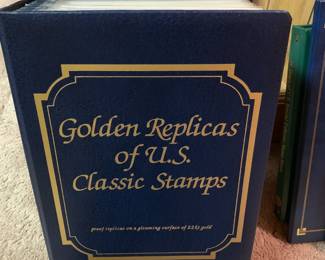 Golden Replicas
of U.S.
Classic Stamps
proof replicas on a gleaming surface of 22kt gold